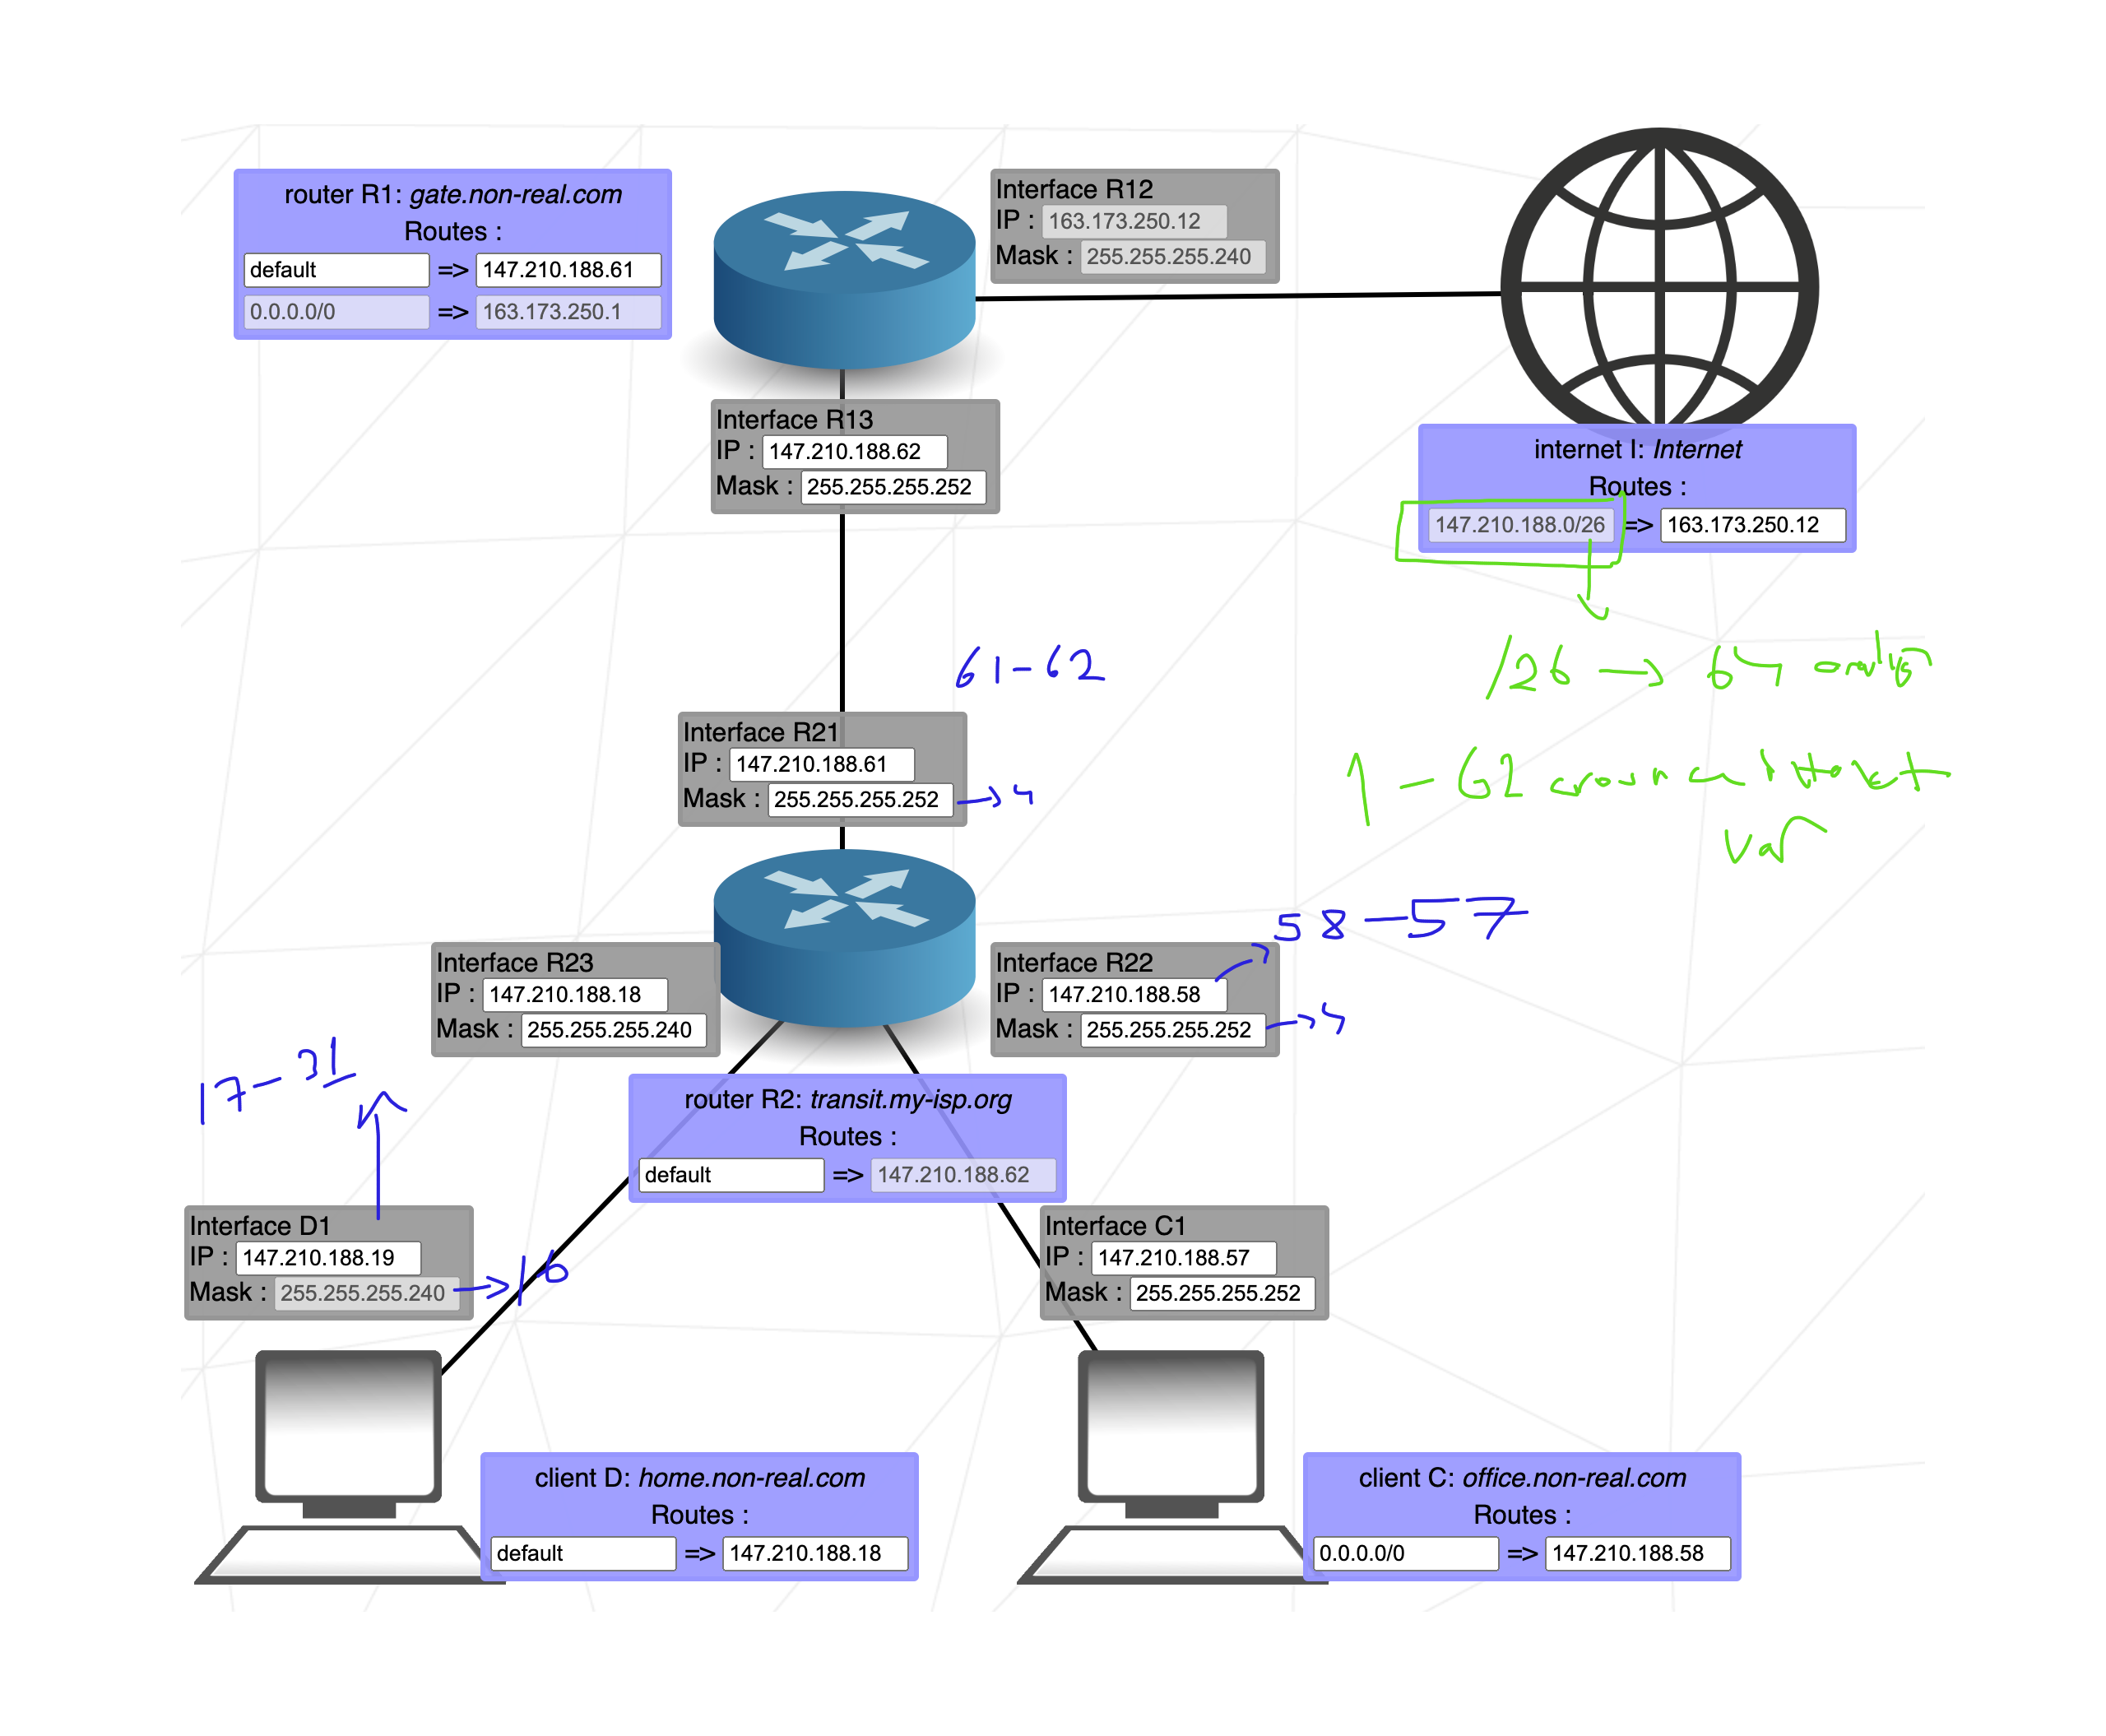 router R1: gate.non-real.com
Routes :
default => 147.210.188.61
0.0.0.0/0 => 163.173.250.1
Interface R12
IP : 163.173.250.12
Mask : 255.255.255.240
Interface R13
IP : 147.210.188.62
Mask : 255.255.255.252
internet I: Internet
Routes :
147.210.188.0/26 => 163.173.250.12
/26 → 64
1 - 62
var
61-62
Interface R21
IP : 147.210.188.61
Mask : 255.255.255.252 → 4
58-57
Interface R23
IP : 147.210.188.18
Mask : 255.255.255.240
Interface R22
IP : 147.210.188.58
Mask : 255.255.255.252 → 4
17-31
router R2: transit.my-isp.org
Routes :
default => 147.210.188.62
Interface D1
IP : 147.210.188.19
Mask : 255.255.255.240 → 16
Interface C1
IP : 147.210.188.57
Mask : 255.255.255.252
client D: home.non-real.com
Routes :
default => 147.210.188.18
client C: office.non-real.com
Routes :
0.0.0.0/0 => 147.210.188.58